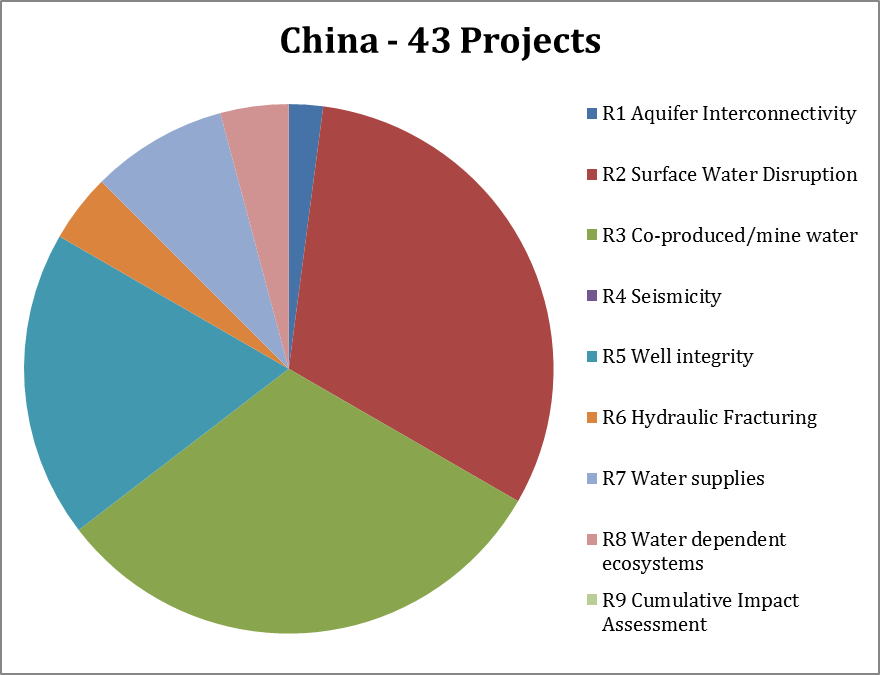 China - 43 Projects
R1 Aquifer Interconnectivity
R2 Surface Water Disruption
R3 Co-produced/mine water
R4 Seismicity
R5 Well integrity
R6 Hydraulic Fracturing
R7 Water supplies
R8 Water dependent
ecosystems
R9 Cumulative Impact
Assessment